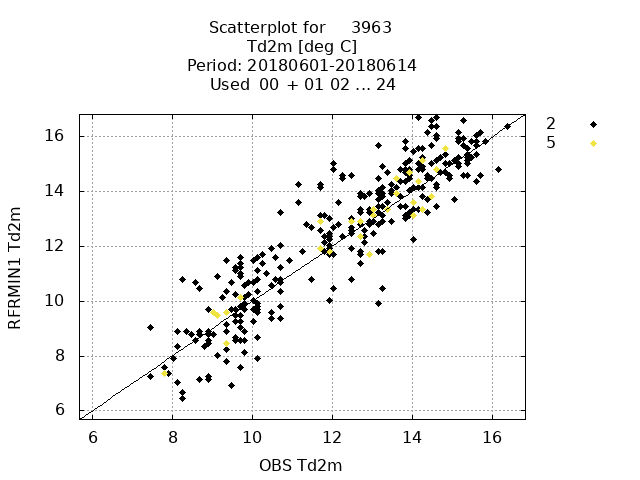 Scatterplot for 3963
Td2m [deg C]
Period: 20180601-20180614
Used 00 + 01 02 ... 24
2
5
16
14
12
10
8
6
RFRMIN1 Td2m
6 8 10 12 14 16
OBS Td2m